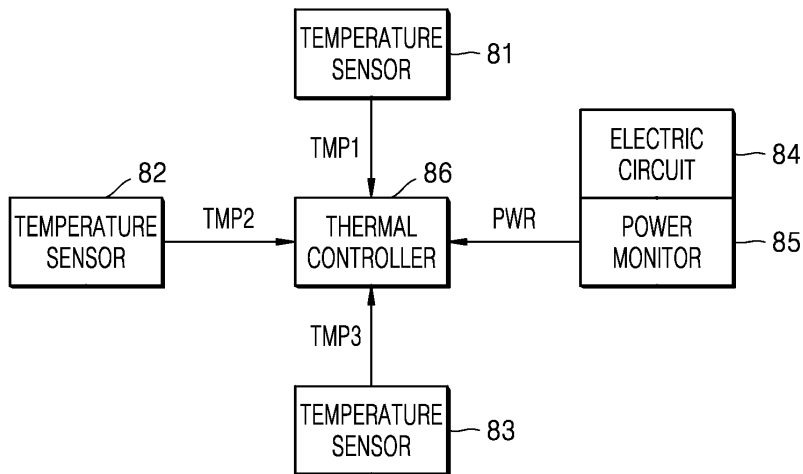 TEMPERATURE
SENSOR
81
TMP1
ELECTRIC
CIRCUIT
84
82
86
TEMPERATURE
SENSOR
TMP2
THERMAL
CONTROLLER
PWR
POWER
MONITOR
85
TMP3
TEMPERATURE
SENSOR
83